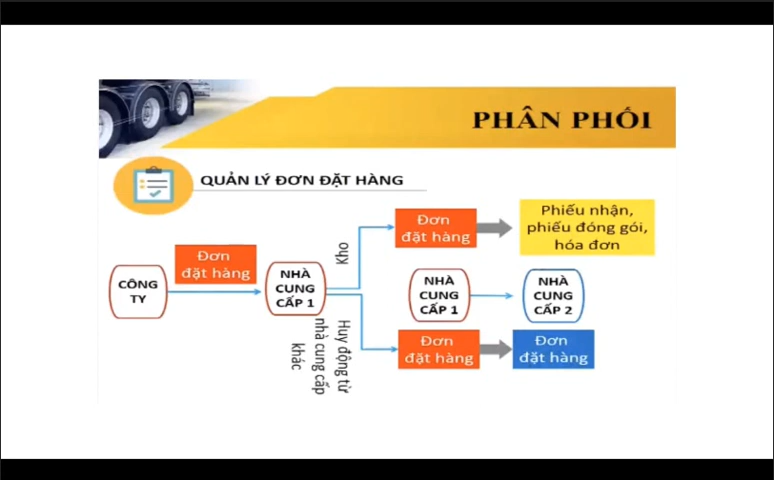 PHÂN PHỐI
QUẢN LÝ ĐƠN ĐẶT HÀNG
CÔNG
TY
Đơn
đặt hàng
NHÀ
CUNG
CẤP 1
Kho
Đơn
đặt hàng
Phiếu nhận,
phiếu đóng gói,
hóa đơn
NHÀ
CUNG
CẤP 1
NHÀ
CUNG
CẤP 2
Huy động từ
nhà cung cấp
khác
Đơn
đặt hàng
Đơn
đặt hàng